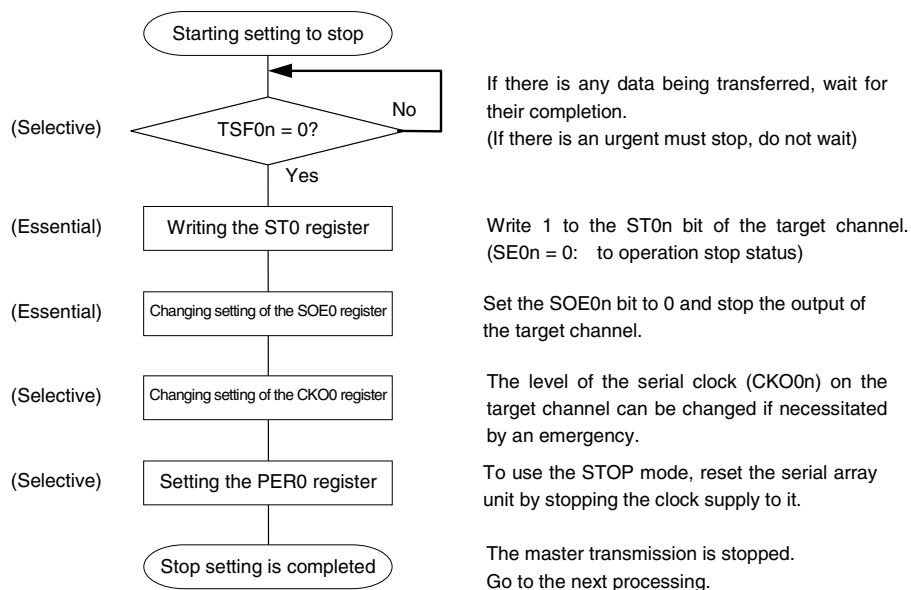 Starting setting to stop
(Selective)
TSF0n = 0?
No
If there is any data being transferred, wait for
their completion.
(If there is an urgent must stop, do not wait)
Yes
(Essential)
Writing the ST0 register
Write 1 to the ST0n bit of the target channel.
(SE0n = 0: to operation stop status)
(Essential)
Changing setting of the SOE0 register
Set the SOE0n bit to 0 and stop the output of
the target channel.
(Selective)
Changing setting of the CKO0 register
The level of the serial clock (CKO0n) on the
target channel can be changed if necessitated
by an emergency.
(Selective)
Setting the PER0 register
To use the STOP mode, reset the serial array
unit by stopping the clock supply to it.
Stop setting is completed
The master transmission is stopped.
Go to the next processing.